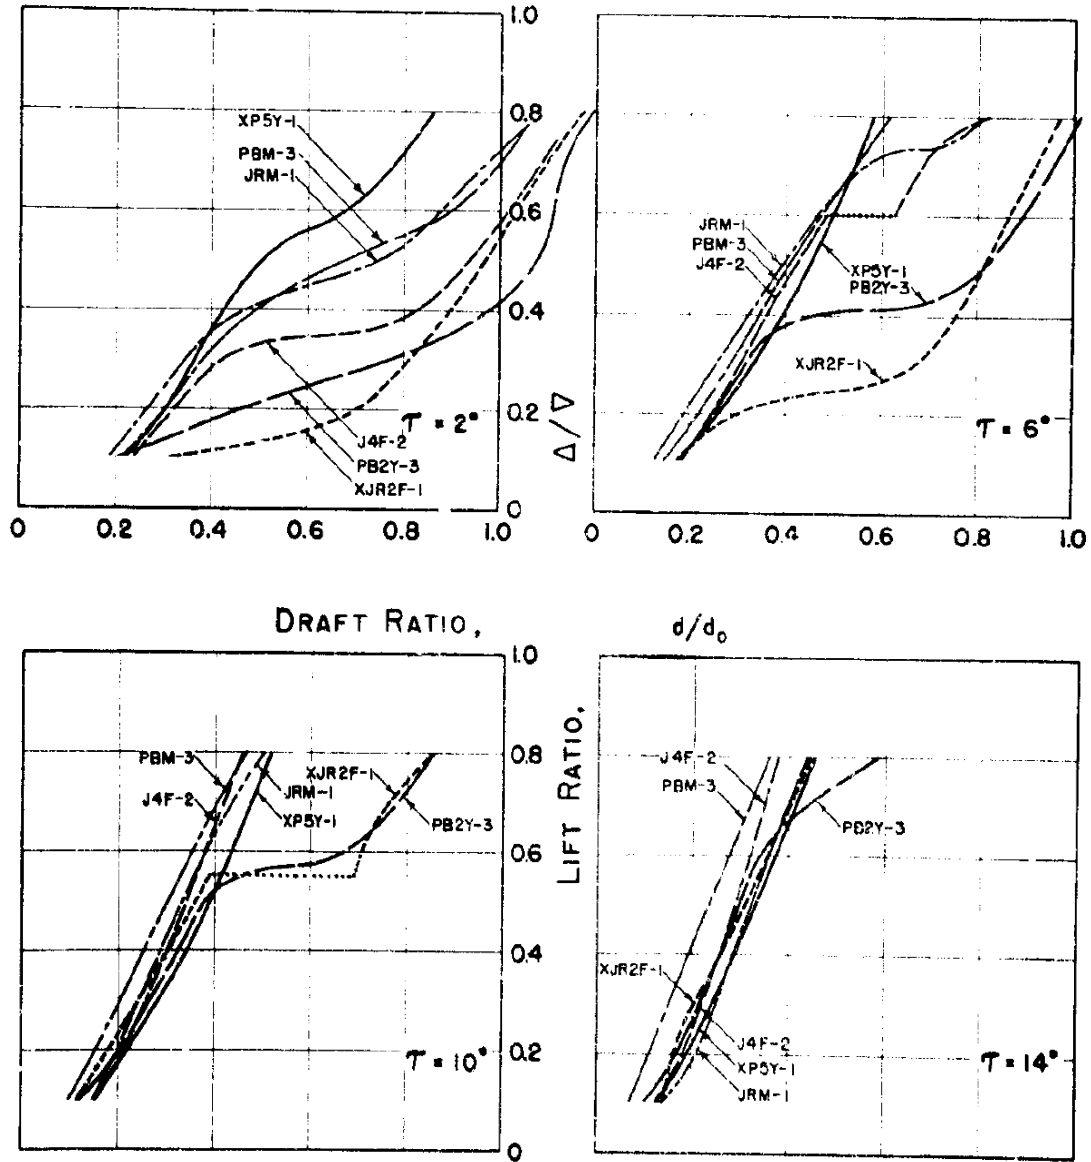 1.0
XP5Y-1
0.8
PBM-3
JRM-1
0.6
JRM-1
PBM-3
J4F-2
XP5Y-1
PB2Y-3
0.4
XJR2F-1
0.2
τ = 2°
Δ/∇
τ = 6°
J4F-2
PB2Y-3
XJR2F-1
0
0 0.2 0.4 0.6 0.8 1.0
0 0.2 0.4 0.6 0.8 1.0
DRAFT RATIO, d/d₀
1.0
LIFT RATIO,
PBM-3
0.8
XJR2F-1
J4F-2
JRM-1
XP5Y-1
PB2Y-3
J4F-2
PBM-3
PB2Y-3
0.6
0.4
XJR2F-1
0.2
τ = 10°
J4F-2
XP5Y-1
JRM-1
τ = 14°
0